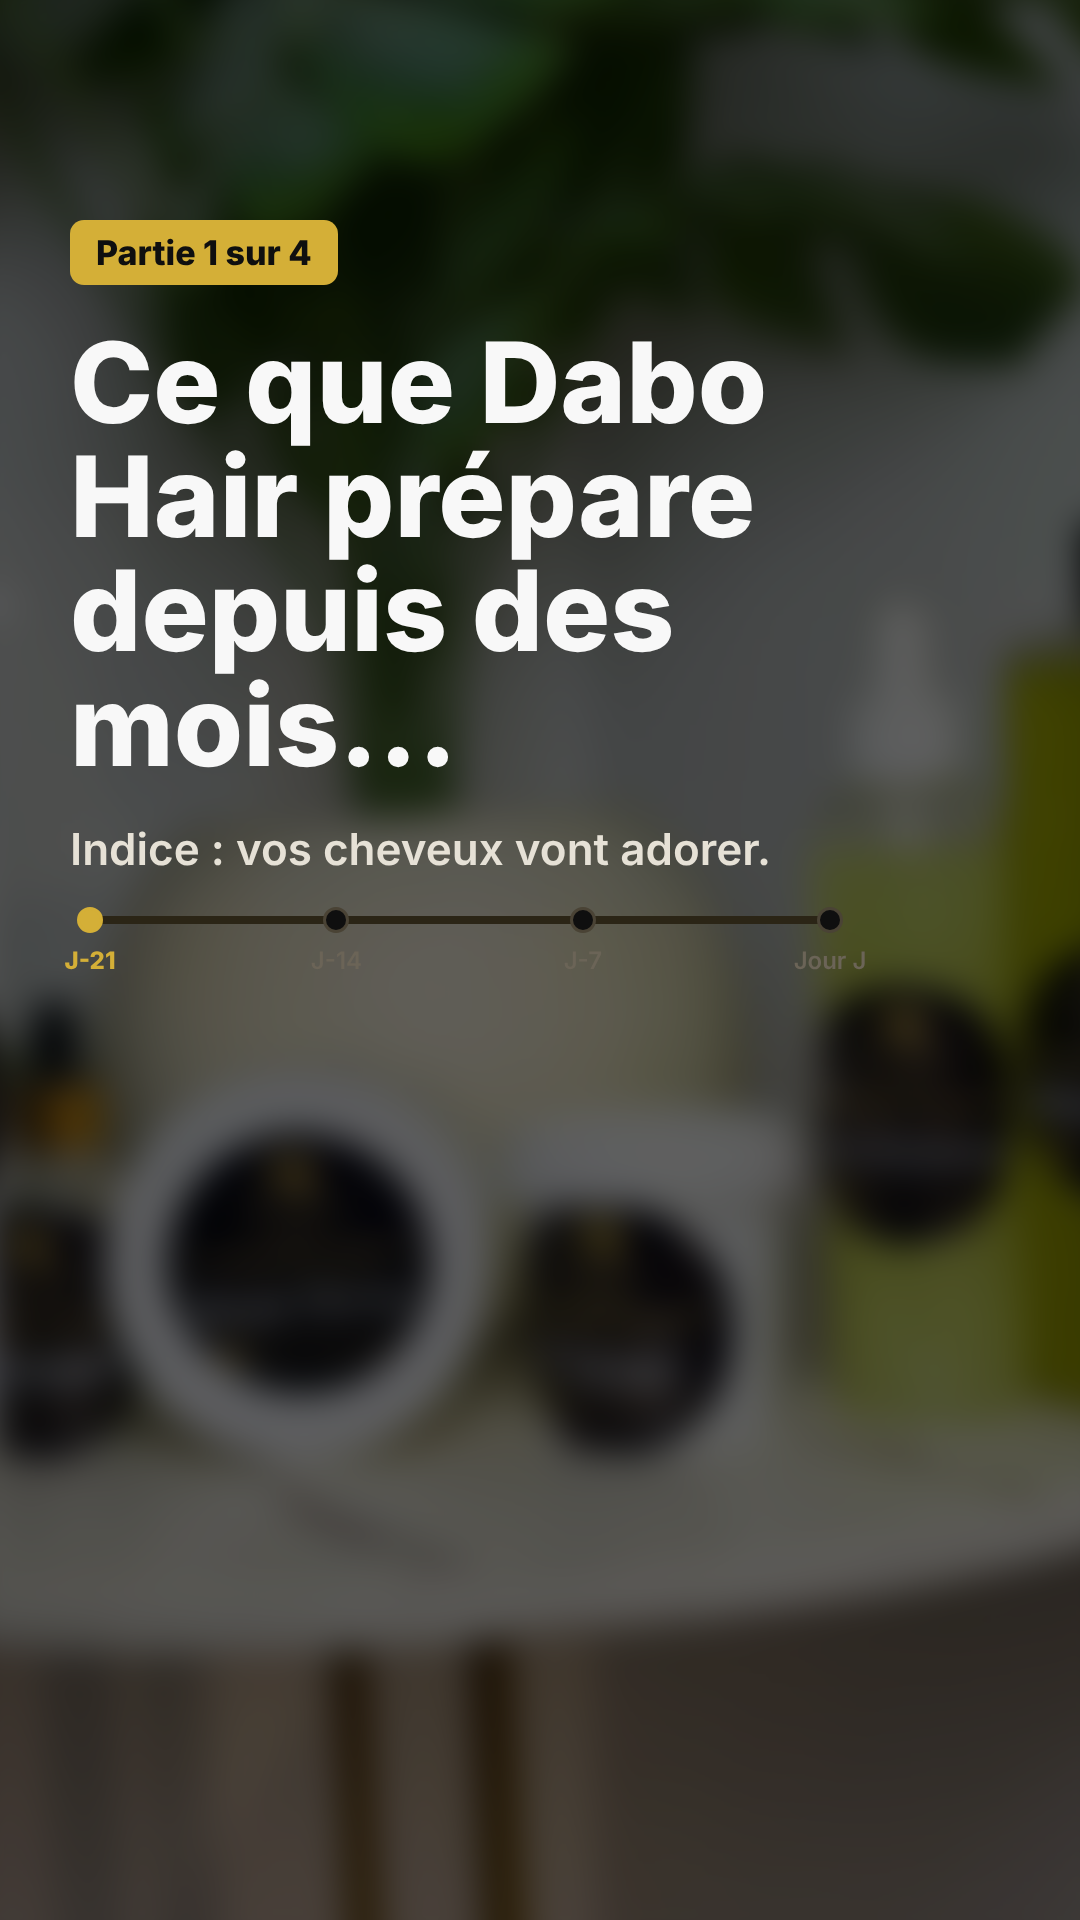 Partie 1 sur 4
Ce que Dabo
Hair prépare
depuis des
mois...
Indice : vos cheveux vont adorer.
J-21 J-14 J-7 Jour J